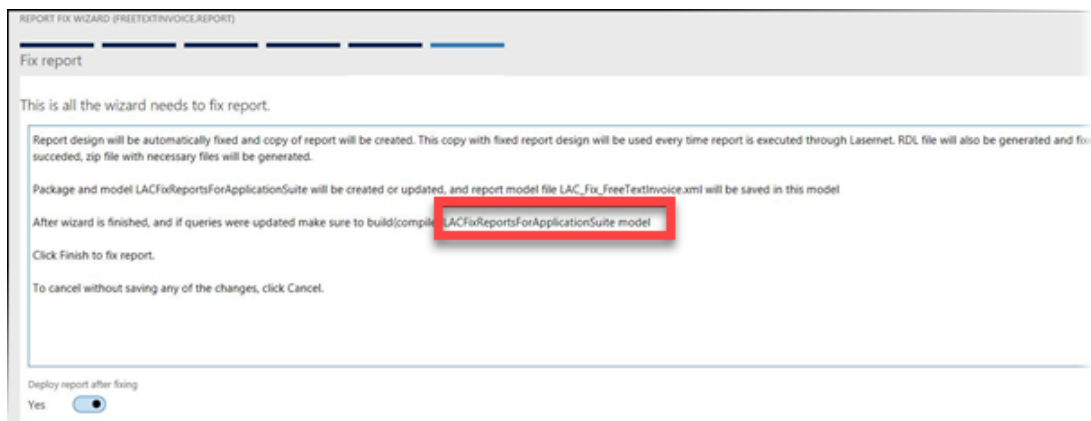 REPORT FIX WIZARD (FREETEXTINVOICE.REPORT)
Fix report
This is all the wizard needs to fix report.
Report design will be automatically fixed and copy of report will be created. This copy with fixed report design will be used every time report is executed through Lasernet. RDL file will also be generated and
succeded, zip file with necessary files will be generated.
Package and model LACFixReportsForApplicationSuite will be created or updated, and report model file LAC_Fix_FreeTextInvoice.xml will be saved in this model
After wizard is finished, and if queries were updated make sure to build(compile LACFixReportsForApplicationSuite model
Click Finish to fix report.
To cancel without saving any of the changes, click Cancel.
Deploy report after fixing
Yes